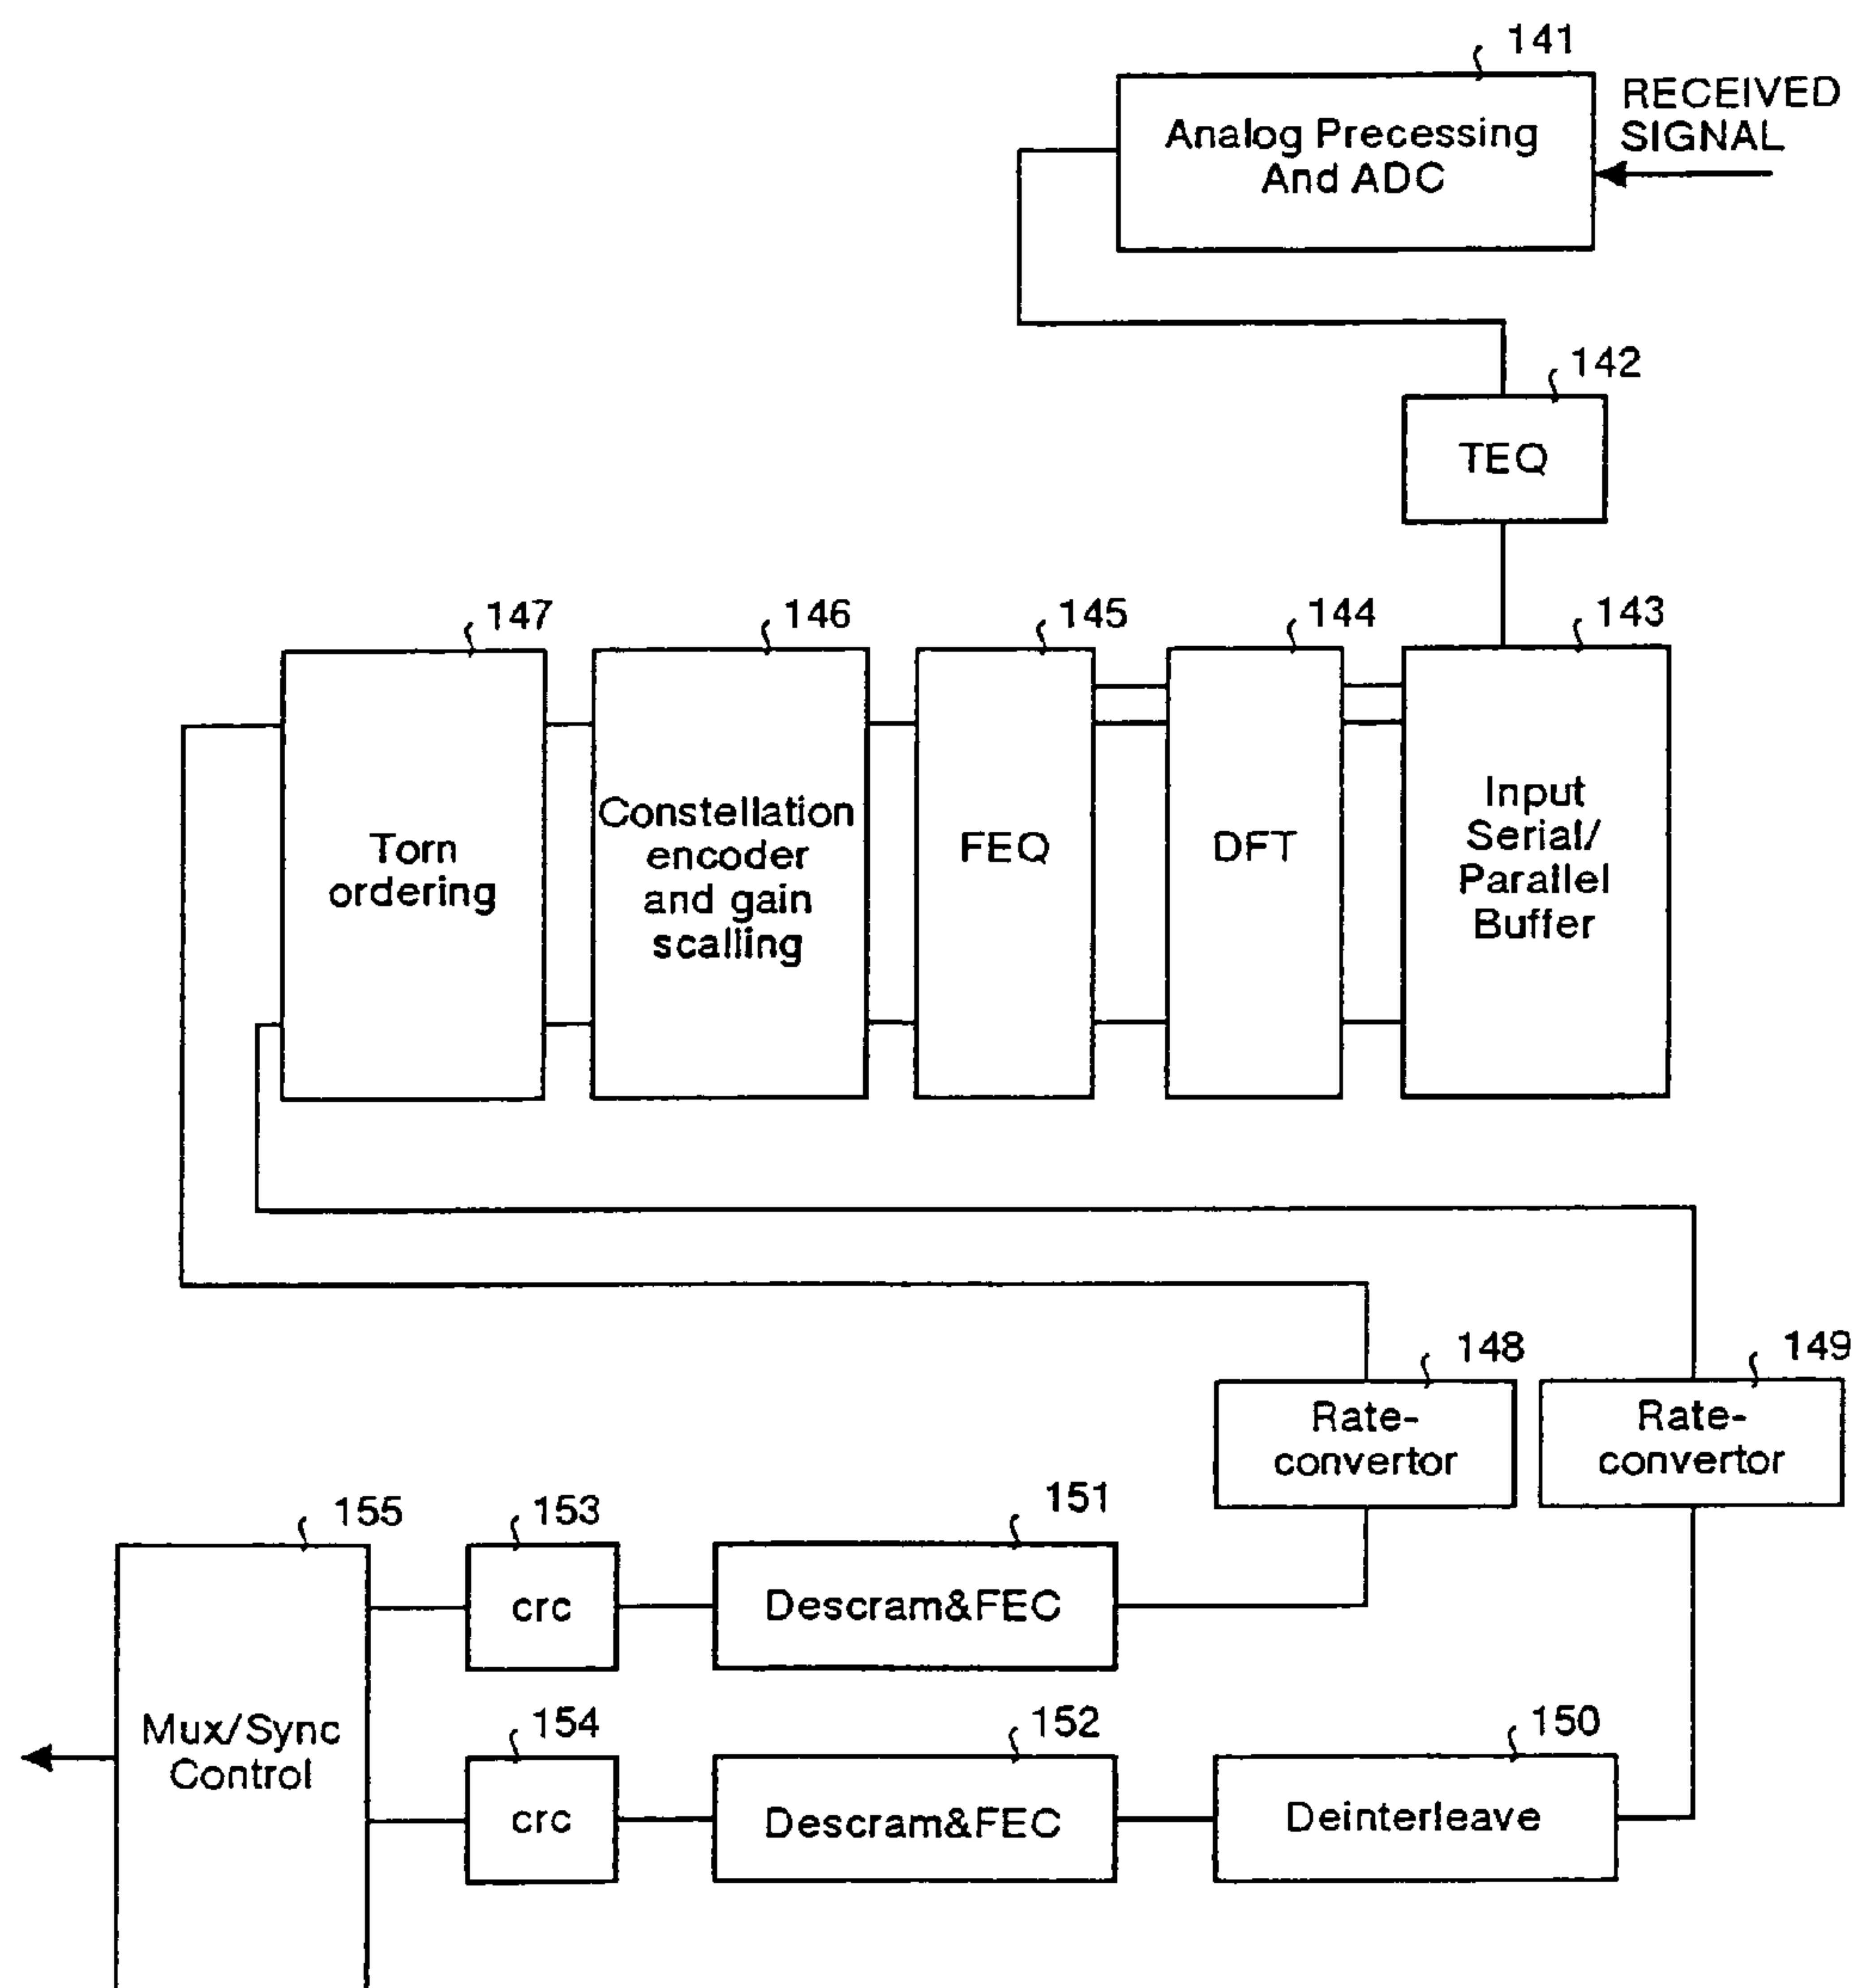 141
RECEIVED
SIGNAL
Analog Precessing
And ADC
142
TEQ
147
146
145
144
143
Torn
ordering
Constellation
encoder
and gain
scalling
FEQ
DFT
Input
Serial/
Parallel
Buffer
148
149
Rate-
convertor
Rate-
convertor
155
153
151
crc
Descram&FEC
Mux/Sync
Control
154
152
150
crc
Descram&FEC
Deinterleave